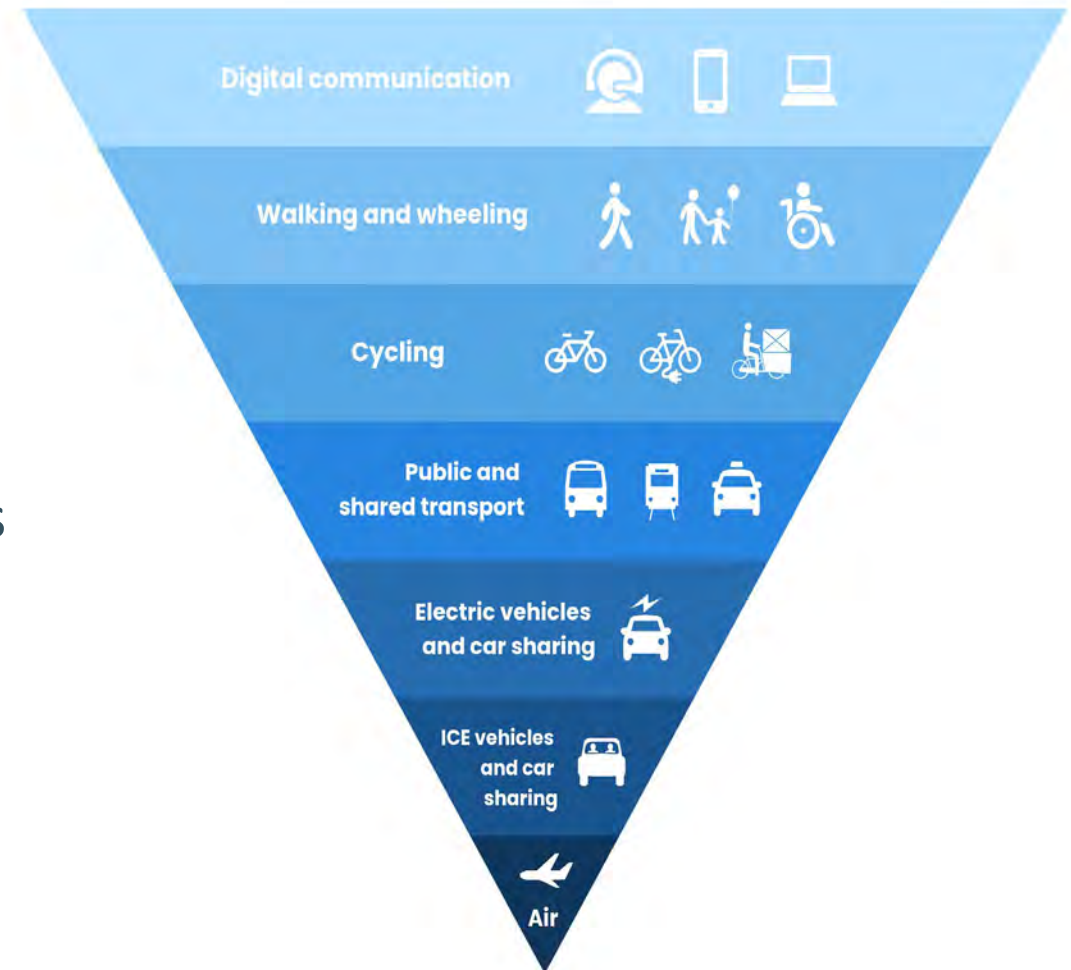 Digital communication
Walking and wheeling
Cycling
Public and
shared transport
s
Electric vehicles
and car sharing
ICE vehicles
and car
sharing
Air